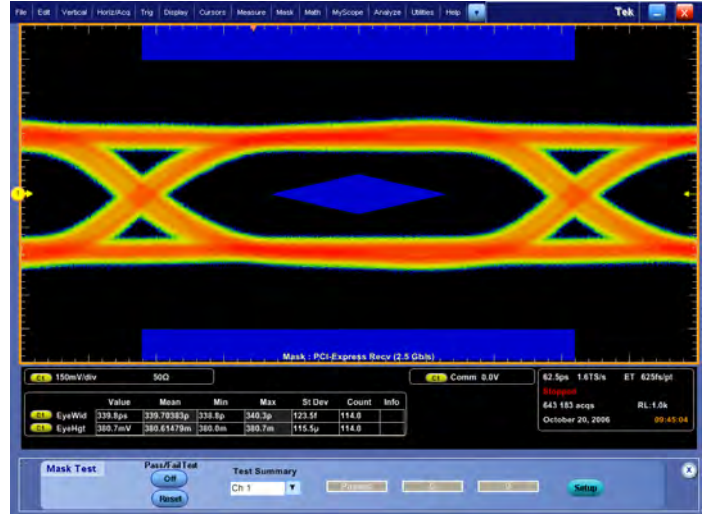 File Edit Vertical Horiz/Acq Trig Display Cursors Measure Mask Math MyScope Analyze Utilities Help Tek X
1
Mask : PCI-Express Recv (2.5 Gb/s)
C1 150mV/div 50Ω
C1 Comm 0.0V
62.5ps 1.6TS/s ET 625fs/pt
Stopped
643 183 acqs RL:1.0k
October 20, 2006 09:45:04
Value Mean Min Max St Dev Count Info
C1 EyeWid 339.8ps 339.70383p 338.8p 340.3p 123.5f 114.0
C1 EyeHgt 380.7mV 380.61479m 380.0m 380.7m 115.5µ 114.0
Mask Test
Pass/Fail Test
Off
Reset
Test Summary
Ch 1
Setup
X